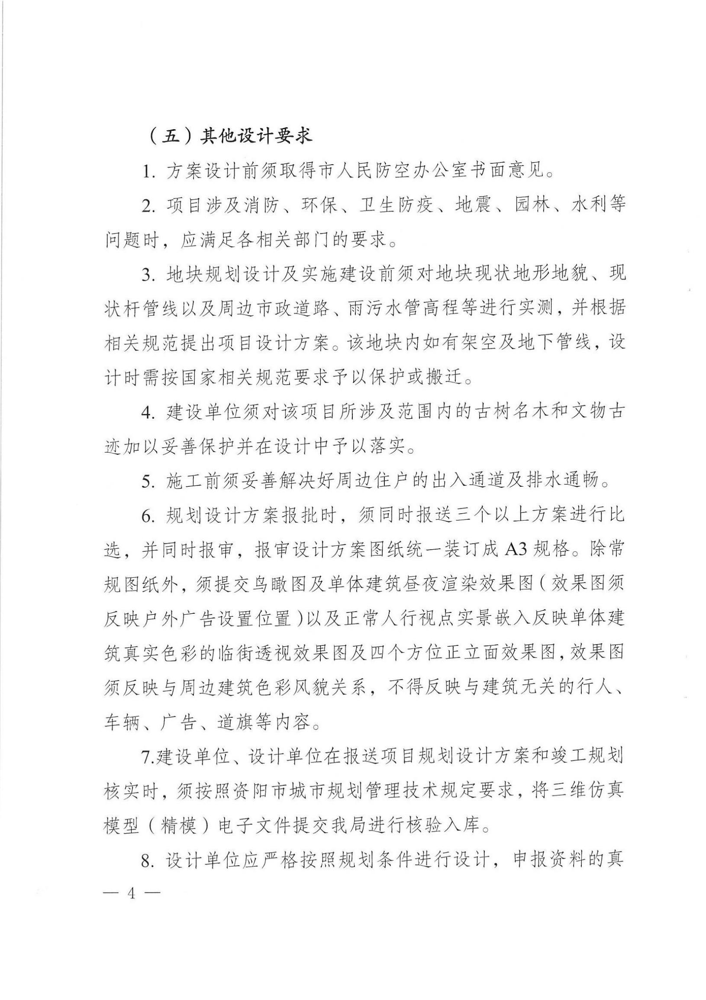 （五）其他设计要求
1. 方案设计前须取得市人民防空办公室书面意见。
2. 项目涉及消防、环保、卫生防疫、地震、园林、水利等
问题时，应满足各相关部门的要求。
3. 地块规划设计及实施建设前须对地块现状地形地貌、现
状杆管线以及周边市政道路、雨污水管高程等进行实测，并根据
相关规范提出项目设计方案。该地块内如有架空及地下管线，设
计时需按国家相关规范要求予以保护或搬迁。
4. 建设单位须对该项目所涉及范围内的古树名木和文物古
迹加以妥善保护并在设计中予以落实。
5. 施工前须妥善解决好周边住户的出入通道及排水通畅。
6. 规划设计方案报批时，须同时报送三个以上方案进行比
选，并同时报审，报审设计方案图纸统一装订成 A3 规格。除常
规图纸外，须提交鸟瞰图及单体建筑昼夜渲染效果图（效果图须
反映户外广告设置位置）以及正常人行视点实景嵌入反映单体建
筑真实色彩的临街透视效果图及四个方位正立面效果图，效果图
须反映与周边建筑色彩风貌关系，不得反映与建筑无关的行人、
车辆、广告、道旗等内容。
7.建设单位、设计单位在报送项目规划设计方案和竣工规划
核实时，须按照资阳市城市规划管理技术规定要求，将三维仿真
模型（精模）电子文件提交我局进行核验入库。
8. 设计单位应严格按照规划条件进行设计，申报资料的真
— 4 —